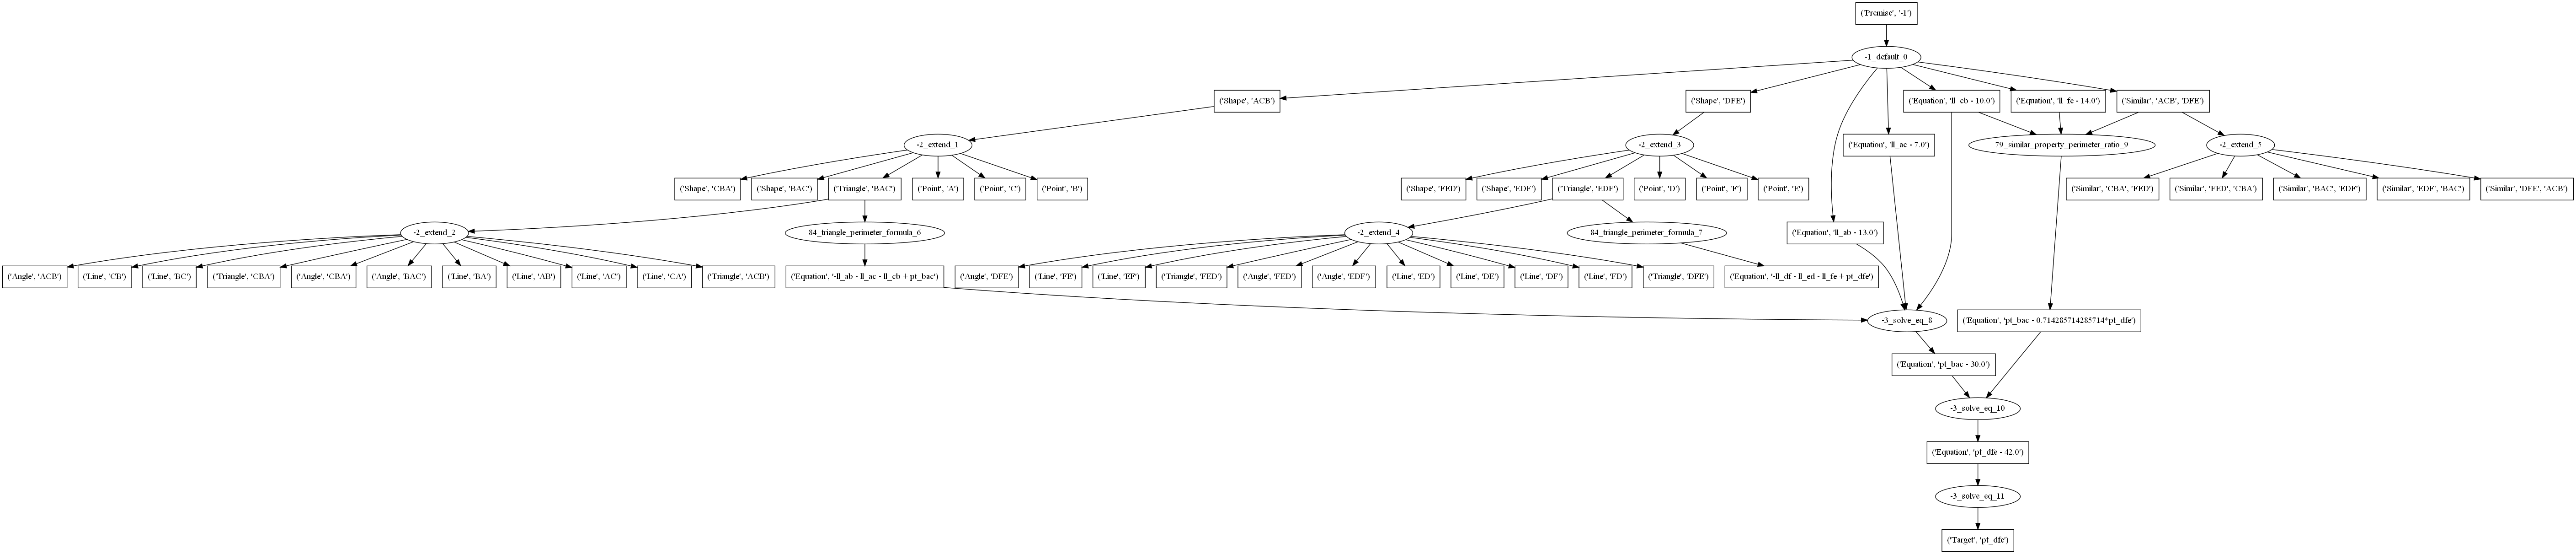 ('Premise', '-1')
-1_default_0
('Shape', 'ACB')
('Shape', 'DFE')
('Equation', 'll_cb - 10.0')
('Equation', 'll_fe - 14.0')
('Similar', 'ACB', 'DFE')
-2_extend_1
-2_extend_3
('Equation', 'll_ac - 7.0')
79_similar_property_perimeter_ratio_9
-2_extend_5
('Shape', 'CBA')
('Shape', 'BAC')
('Triangle', 'BAC')
('Point', 'A')
('Point', 'C')
('Point', 'B')
('Shape', 'FED')
('Shape', 'EDF')
('Triangle', 'EDF')
('Point', 'D')
('Point', 'F')
('Point', 'E')
('Similar', 'CBA', 'FED')
('Similar', 'FED', 'CBA')
('Similar', 'BAC', 'EDF')
('Similar', 'EDF', 'BAC')
('Similar', 'DFE', 'ACB')
-2_extend_2
84_triangle_perimeter_formula_6
-2_extend_4
84_triangle_perimeter_formula_7
('Equation', 'll_ab - 13.0')
('Angle', 'ACB')
('Line', 'CB')
('Line', 'BC')
('Triangle', 'CBA')
('Angle', 'CBA')
('Angle', 'BAC')
('Line', 'BA')
('Line', 'AB')
('Line', 'AC')
('Line', 'CA')
('Triangle', 'ACB')
('Equation', '-ll_ab - ll_ac - ll_cb + pt_bac')
('Angle', 'DFE')
('Line', 'FE')
('Line', 'EF')
('Triangle', 'FED')
('Angle', 'FED')
('Angle', 'EDF')
('Line', 'ED')
('Line', 'DE')
('Line', 'DF')
('Line', 'FD')
('Triangle', 'DFE')
('Equation', '-ll_df - ll_ed - ll_fe + pt_dfe')
-3_solve_eq_8
('Equation', 'pt_bac - 0.714285714285714*pt_dfe')
('Equation', 'pt_bac - 30.0')
-3_solve_eq_10
('Equation', 'pt_dfe - 42.0')
-3_solve_eq_11
('Target', 'pt_dfe')